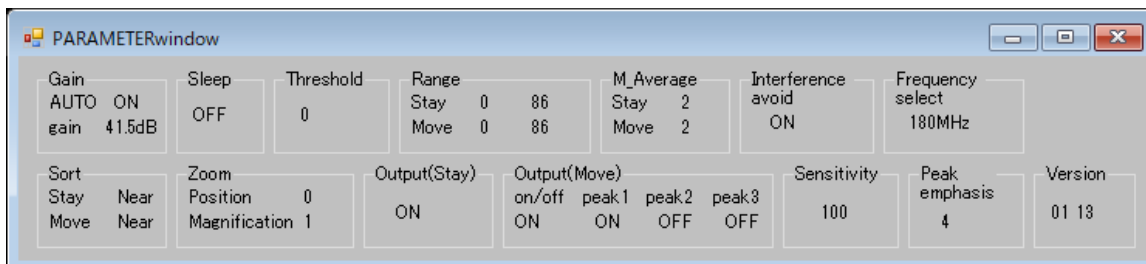 PARAMETERwindow
Gain
AUTO ON
gain 41.5dB
Sleep
OFF
Threshold
0
Range
Stay 0 86
Move 0 86
M_Average
Stay 2
Move 2
Interference
avoid
ON
Frequency
select
180MHz
Sort
Stay Near
Move Near
Zoom
Position 0
Magnification 1
Output(Stay)
ON
Output(Move)
on/off peak1 peak2 peak3
ON ON OFF OFF
Sensitivity
100
Peak
emphasis
4
Version
01 13